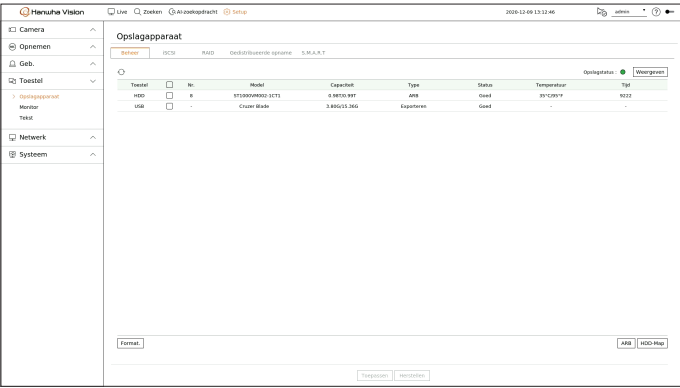 Hanwha Vision Live Zoeken AI-zoekopdracht Setup 2020-12-09 13:12:46 admin ?
Camera
Opnemen
Geb.
Toestel
> Opslagapparaat
Monitor
Tekst
Netwerk
Systeem
Opslagapparaat
Beheer ISCSI RAID Gedistribueerde opname S.M.A.R.T
Opslagstatus : Weergeven
Toestel Nr. Model Capaciteit Type Status Temperatuur Tijd
HDD 8 ST1000VM002-1CT1 0.98T/0.99T ARB Goed 35°C/95°F 9222
USB - Cruzer Blade 3.80G/15.36G Exporteren Goed - -
Format. ARB HDD-Map
Toepassen Herstellen